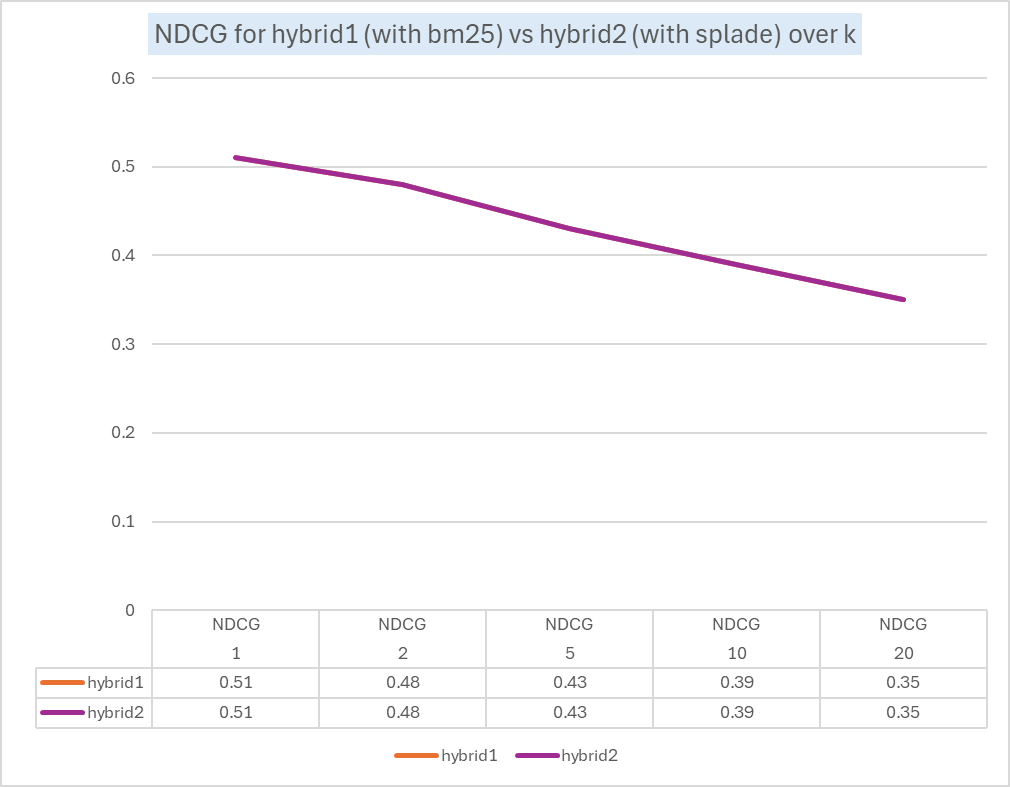 NDCG for hybrid1 (with bm25) vs hybrid2 (with splade) over k
0.6
0.5
0.4
0.3
0.2
0.1
0
NDCG NDCG NDCG NDCG NDCG
1 2 5 10 20
hybrid1 0.51 0.48 0.43 0.39 0.35
hybrid2 0.51 0.48 0.43 0.39 0.35
hybrid1 hybrid2